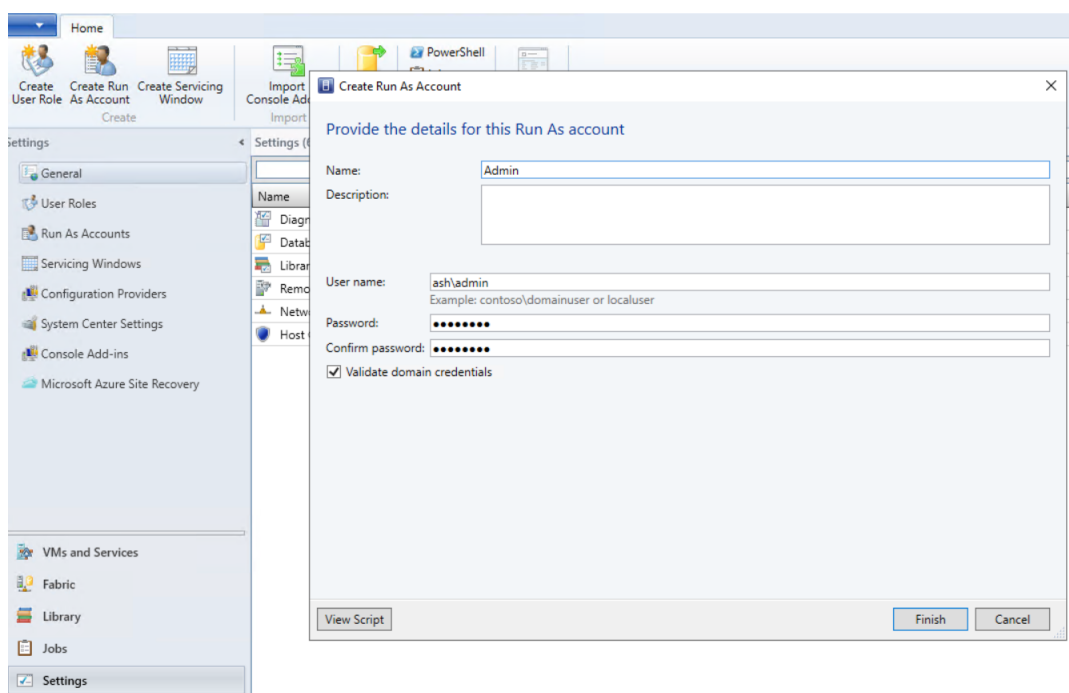 Home
PowerShell
Create User Role
Create Run As Account
Create Servicing Window
Import Console Add
Create
Import
Create Run As Account
Provide the details for this Run As account
Settings
Settings (
General
User Roles
Run As Accounts
Servicing Windows
Configuration Providers
System Center Settings
Console Add-ins
Microsoft Azure Site Recovery
Name
Diagn
Datab
Librar
Remo
Netw
Host
Name:
Admin
Description:
User name:
ash\admin
Example: contoso\domainuser or localuser
Password:
●●●●●●●●
Confirm password:
●●●●●●●●
Validate domain credentials
VMs and Services
Fabric
Library
Jobs
Settings
View Script
Finish
Cancel